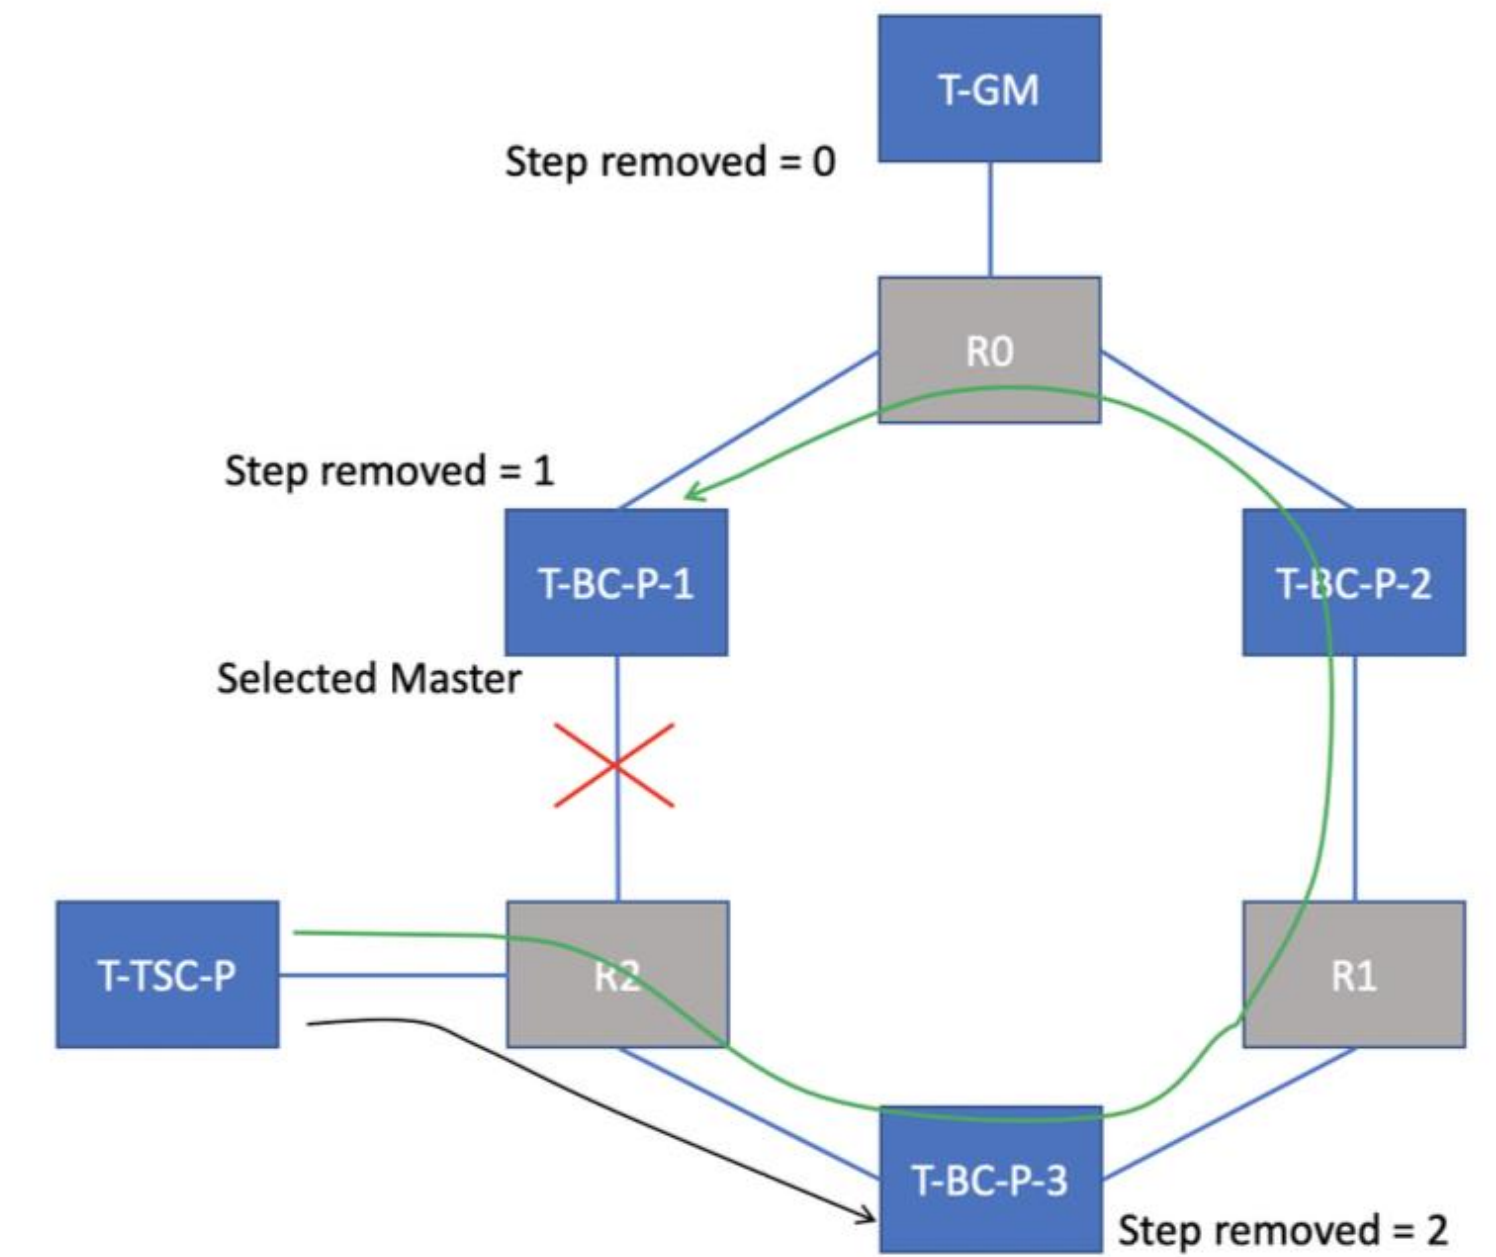 T-GM
Step removed = 0
R0
Step removed = 1
T-BC-P-1
T-BC-P-2
Selected Master
T-TSC-P
R2
R1
T-BC-P-3
Step removed = 2